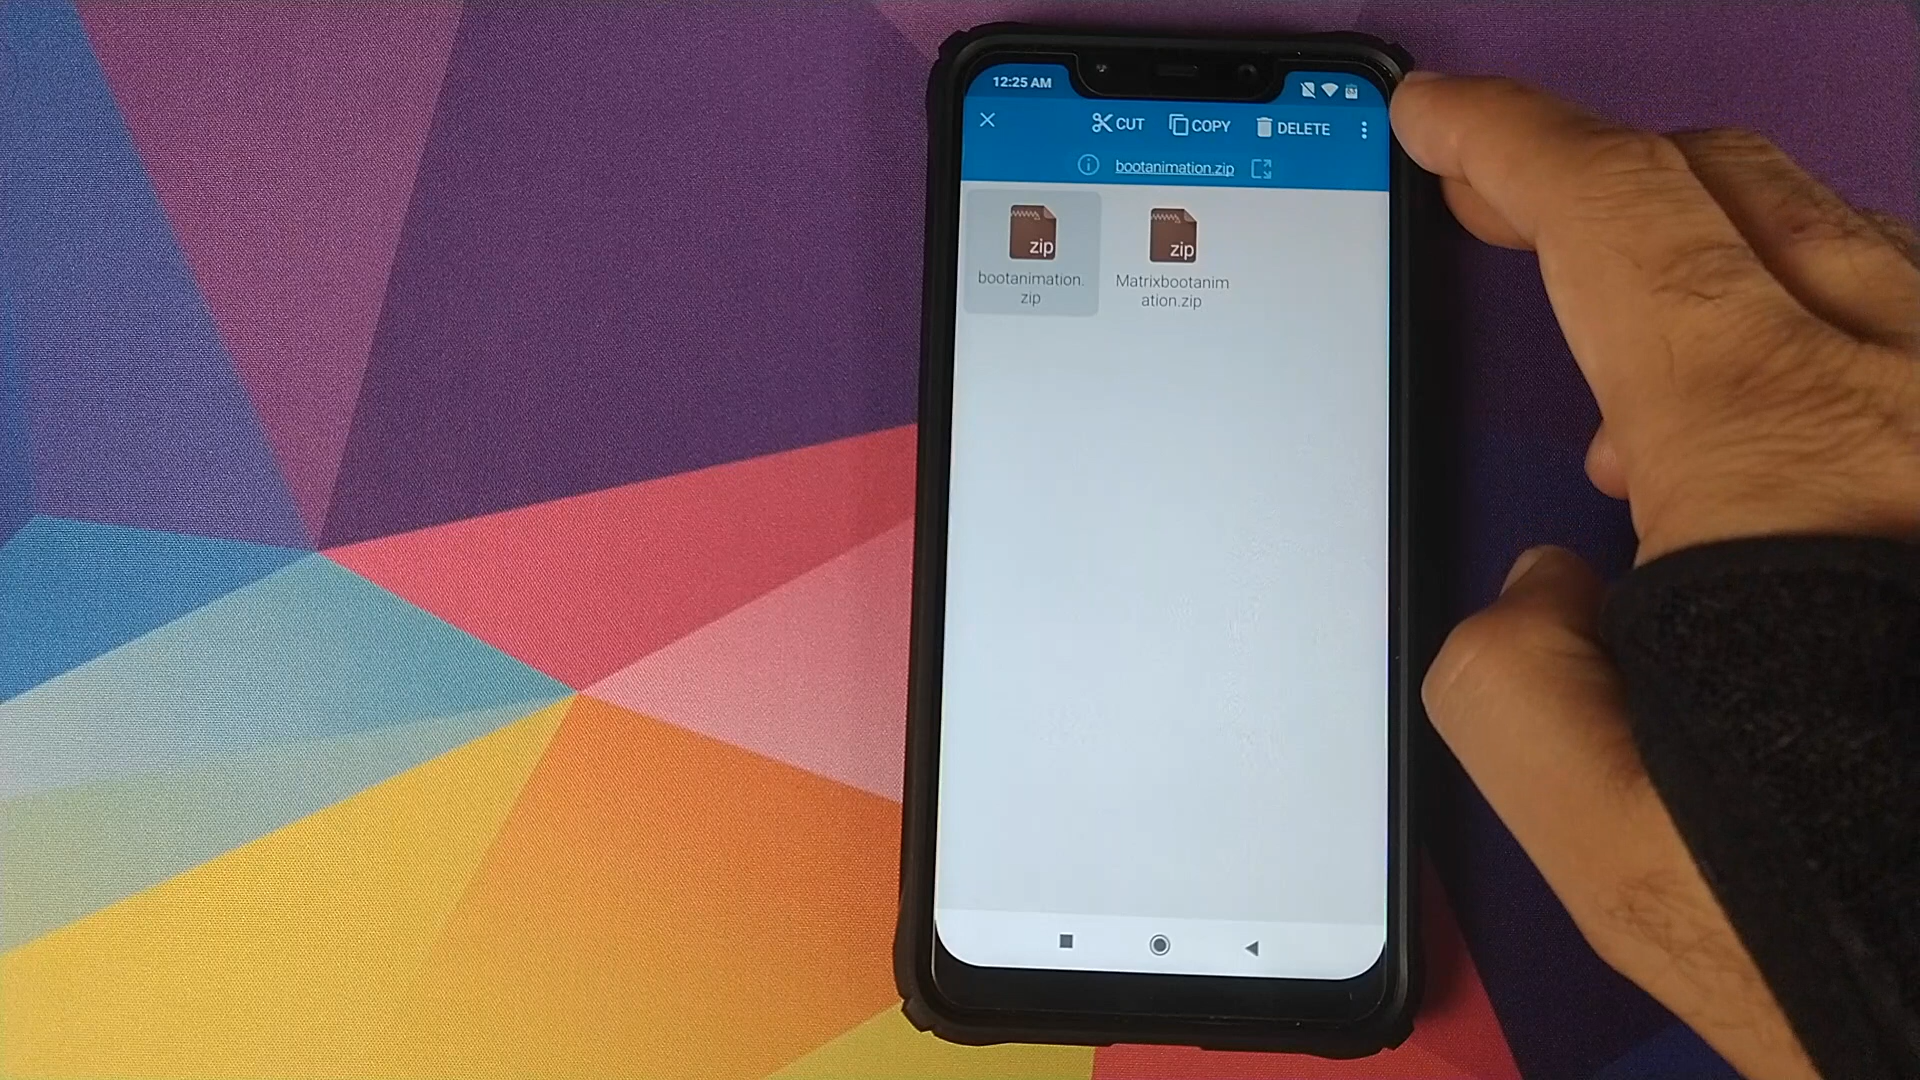 12:25 AM
CUT COPY DELETE
bootanimation.zip
zip
bootanimation.
zip
zip
Matrixbootanim
ation.zip